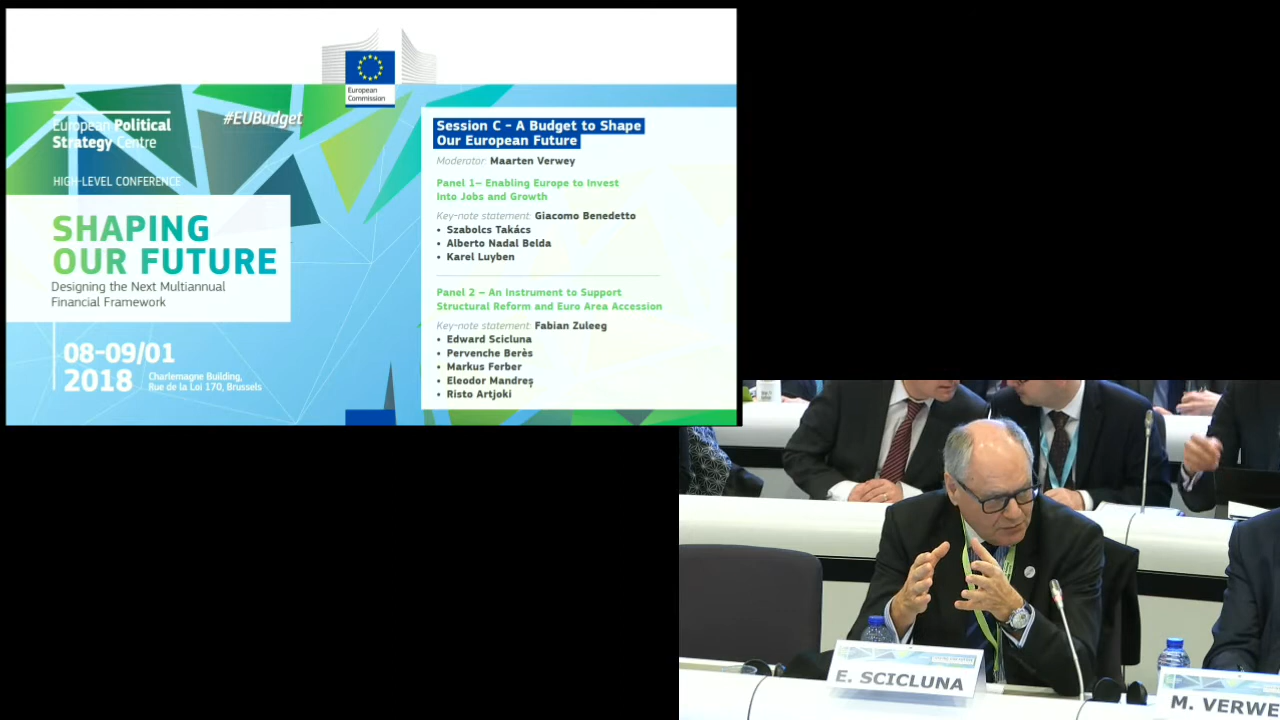 European
Commission
European Political
Strategy Centre
#EUBudget
HIGH-LEVEL CONFERENCE
SHAPING
OUR FUTURE
Designing the Next Multiannual
Financial Framework
08-09/01
2018
Charlemagne Building,
Rue de la Loi 170, Brussels
Session C - A Budget to Shape
Our European Future
Moderator: Maarten Verwey
Panel 1– Enabling Europe to Invest
Into Jobs and Growth
Key-note statement: Giacomo Benedetto
• Szabolcs Takács
• Alberto Nadal Belda
• Karel Luyben
Panel 2 – An Instrument to Support
Structural Reform and Euro Area Accession
Key-note statement: Fabian Zuleeg
• Edward Scicluna
• Pervenche Berès
• Markus Ferber
• Eleodor Mandreș
• Risto Artjoki
E. SCICLUNA
M. VERWE